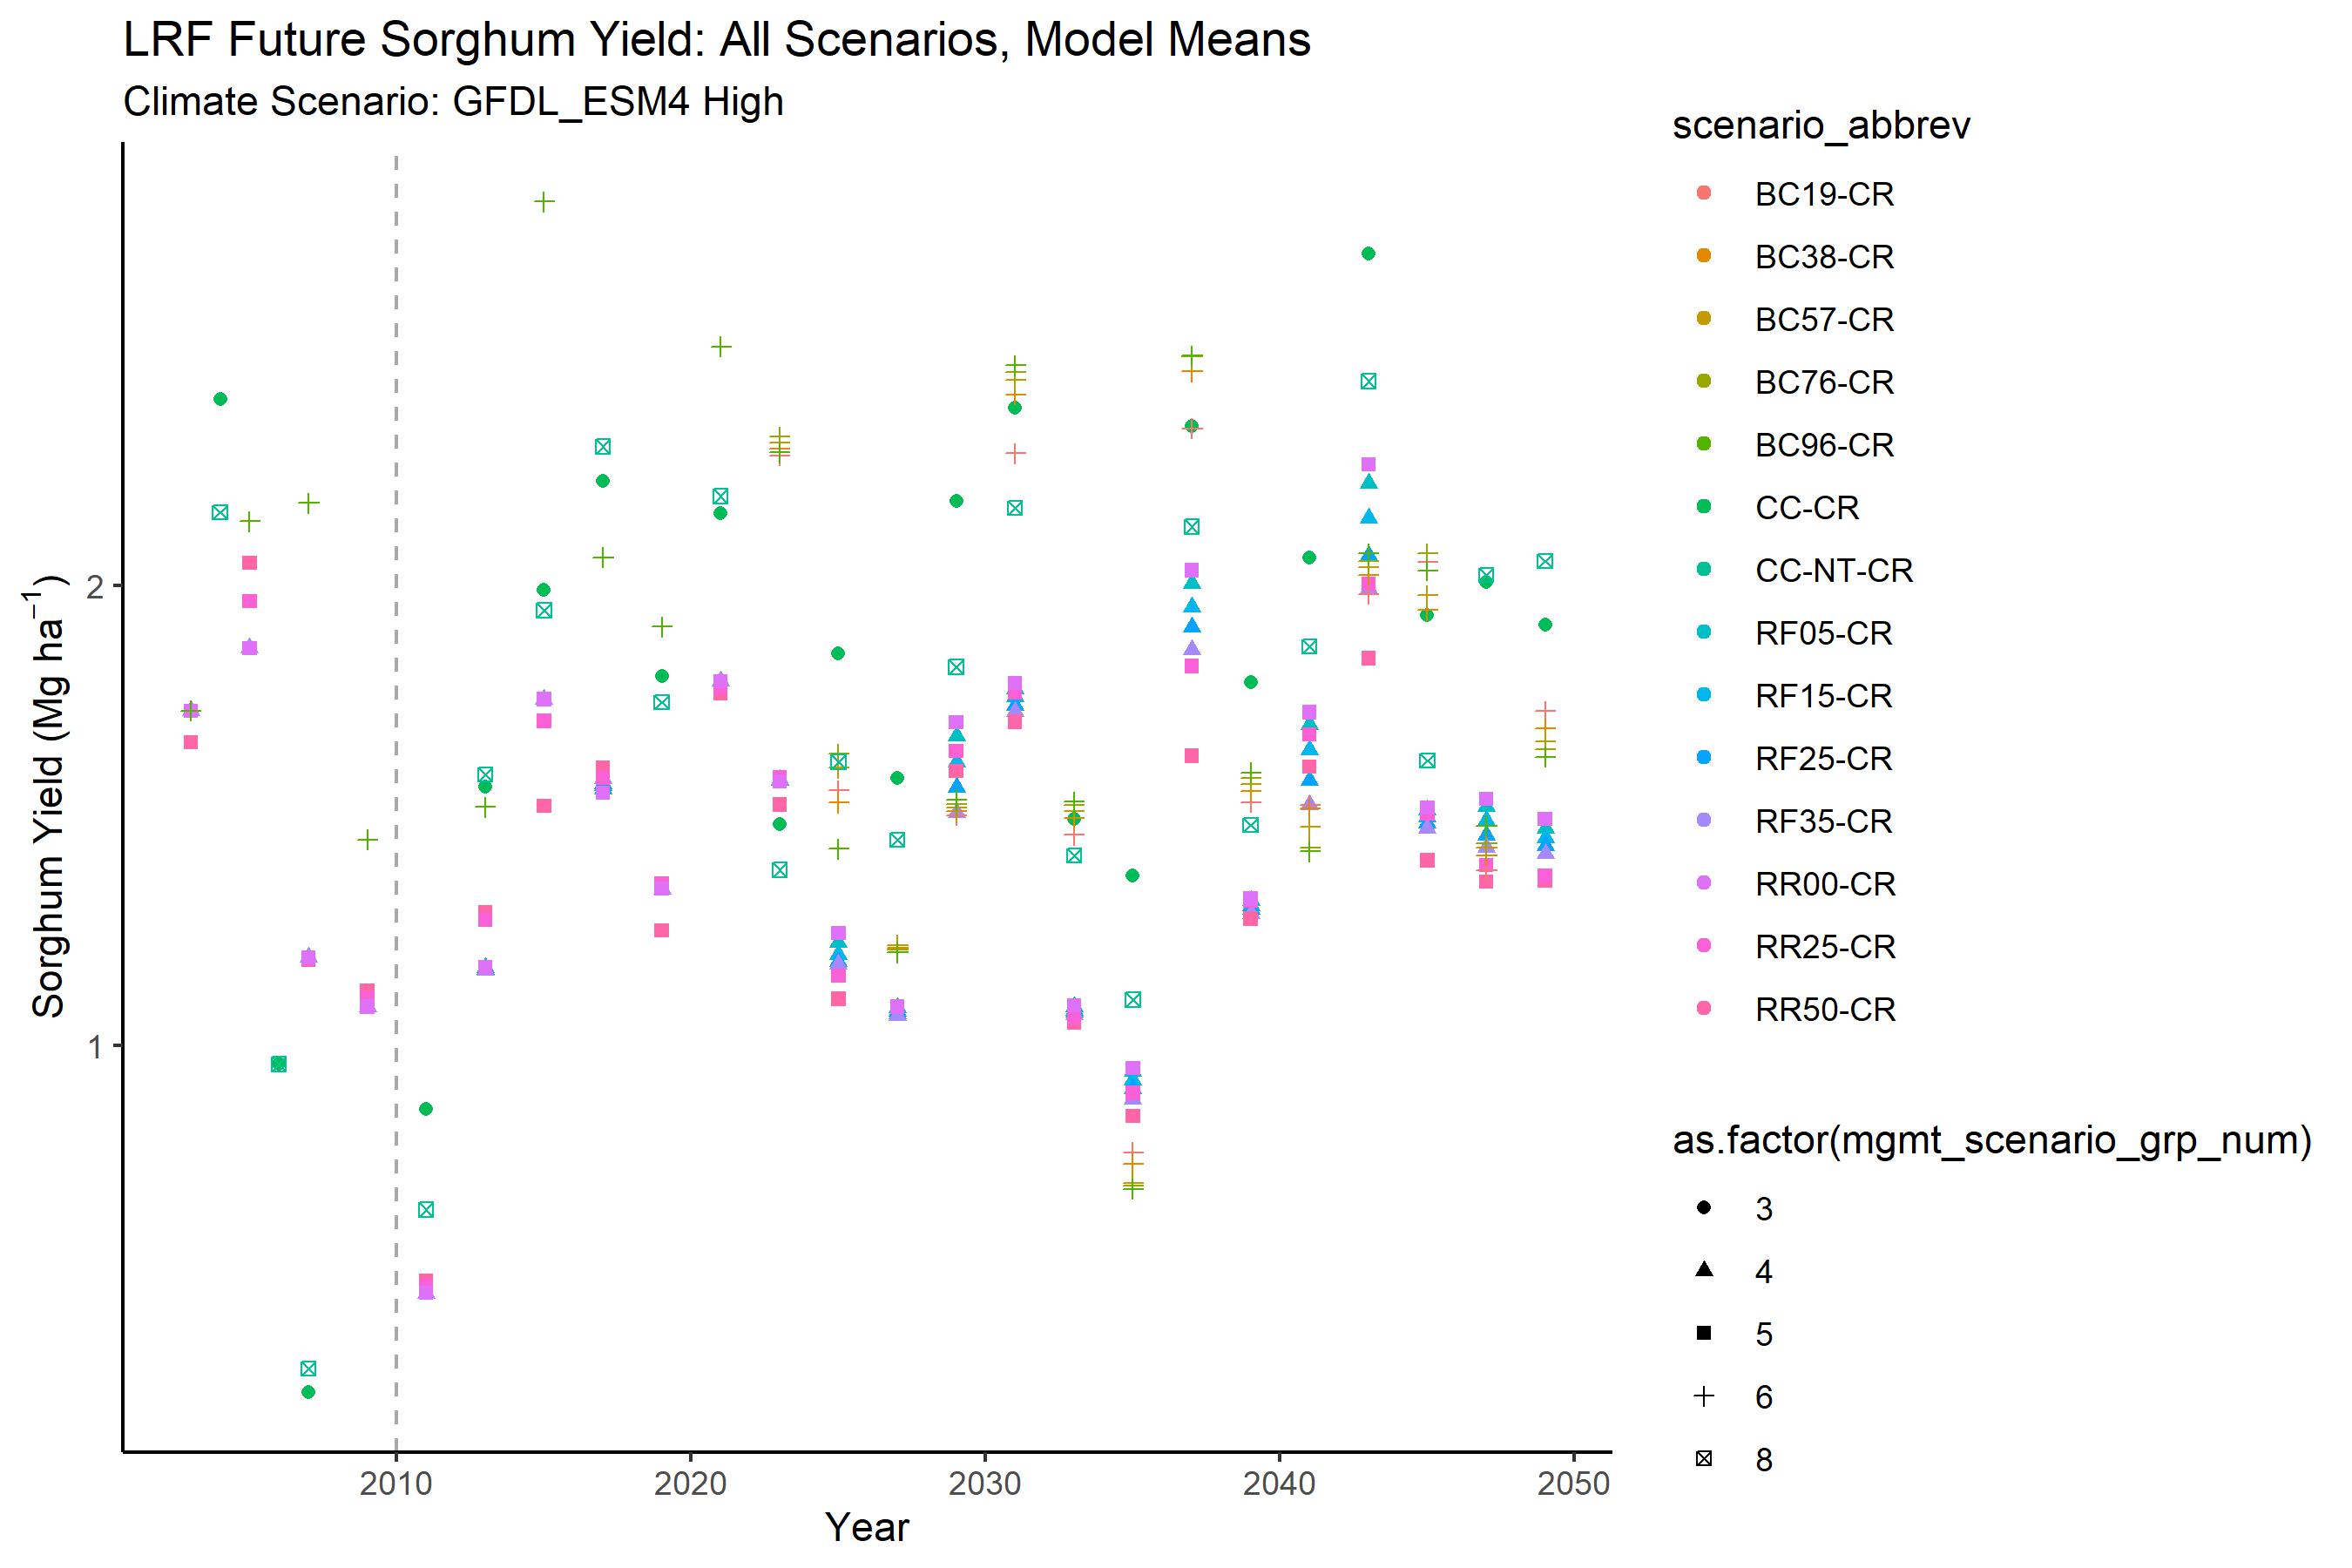 LRF Future Sorghum Yield: All Scenarios, Model Means
Climate Scenario: GFDL_ESM4 High
Sorghum Yield (Mg ha⁻¹)
2
1
2010
2020
2030
2040
2050
Year
scenario_abbrev
BC19-CR
BC38-CR
BC57-CR
BC76-CR
BC96-CR
CC-CR
CC-NT-CR
RF05-CR
RF15-CR
RF25-CR
RF35-CR
RR00-CR
RR25-CR
RR50-CR
as.factor(mgmt_scenario_grp_num)
3
4
5
6
8